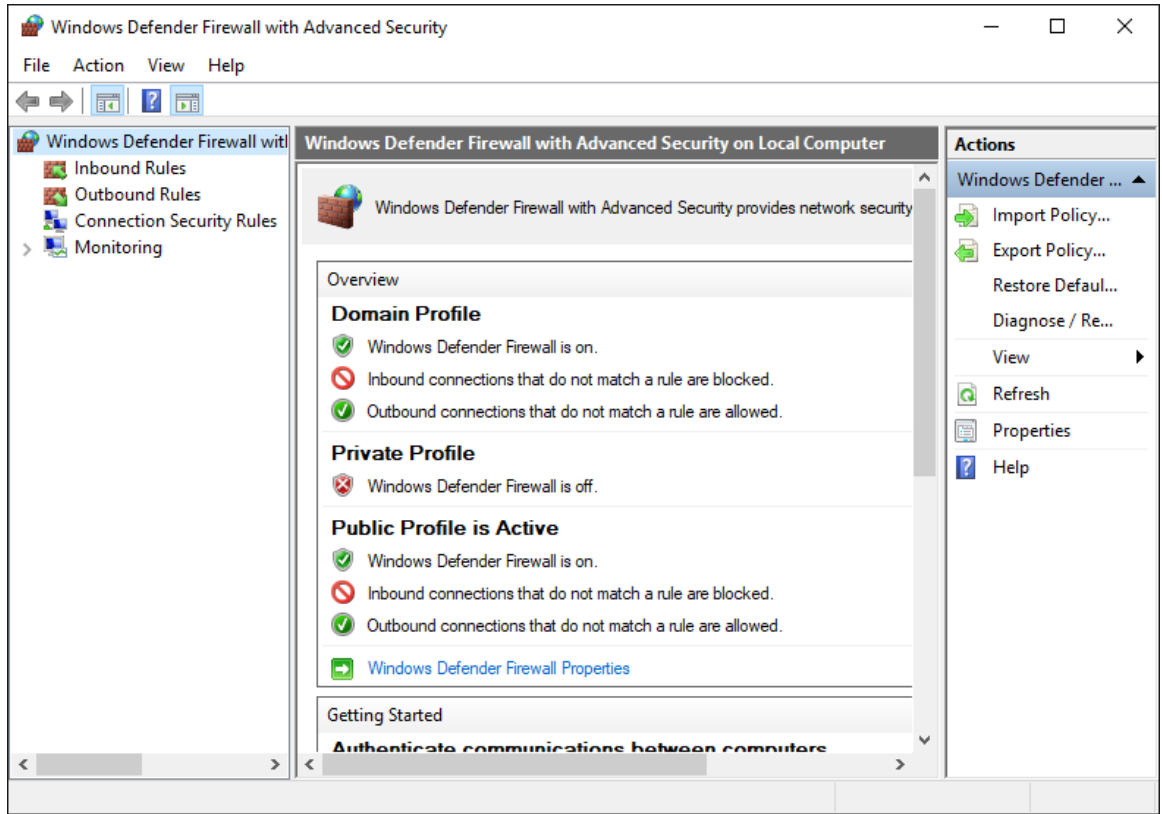 Windows Defender Firewall with Advanced Security
File Action View Help
Windows Defender Firewall with
Inbound Rules
Outbound Rules
Connection Security Rules
Monitoring
Windows Defender Firewall with Advanced Security on Local Computer
Windows Defender Firewall with Advanced Security provides network security
Overview
Domain Profile
Windows Defender Firewall is on.
Inbound connections that do not match a rule are blocked.
Outbound connections that do not match a rule are allowed.
Private Profile
Windows Defender Firewall is off.
Public Profile is Active
Windows Defender Firewall is on.
Inbound connections that do not match a rule are blocked.
Outbound connections that do not match a rule are allowed.
Windows Defender Firewall Properties
Getting Started
Authenticate communications between computers
Actions
Windows Defender ...
Import Policy...
Export Policy...
Restore Defaul...
Diagnose / Re...
View
Refresh
Properties
Help